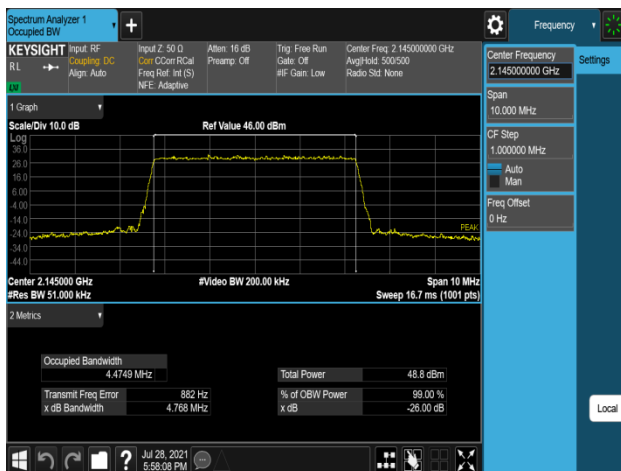 Spectrum Analyzer 1
Occupied BW
+
Frequency
KEYSIGHT
RL
LXI
Input: RF
Coupling: DC
Align: Auto
Input Z: 50 Ω
Corr CCorr RCal
Freq Ref: Int (S)
NFE: Adaptive
Atten: 16 dB
Preamp: Off
Trig: Free Run
Gate: Off
#IF Gain: Low
Center Freq: 2.145000000 GHz
Avg|Hold: 500/500
Radio Std: None
Center Frequency
2.145000000 GHz
Settings
Span
10.000 MHz
CF Step
1.000000 MHz
Auto
Man
Freq Offset
0 Hz
Local
1 Graph
Scale/Div 10.0 dB
Ref Value 46.00 dBm
Log
36.0
26.0
16.0
6.00
-4.00
-14.0
-24.0
-34.0
-44.0
PEAK
Center 2.145000 GHz
#Video BW 200.00 kHz
Span 10 MHz
#Res BW 51.000 kHz
Sweep 16.7 ms (1001 pts)
2 Metrics
Occupied Bandwidth
4.4749 MHz
Total Power
48.8 dBm
Transmit Freq Error
882 Hz
% of OBW Power
99.00 %
x dB Bandwidth
4.768 MHz
x dB
-26.00 dB
?
Jul 28, 2021
5:58:08 PM